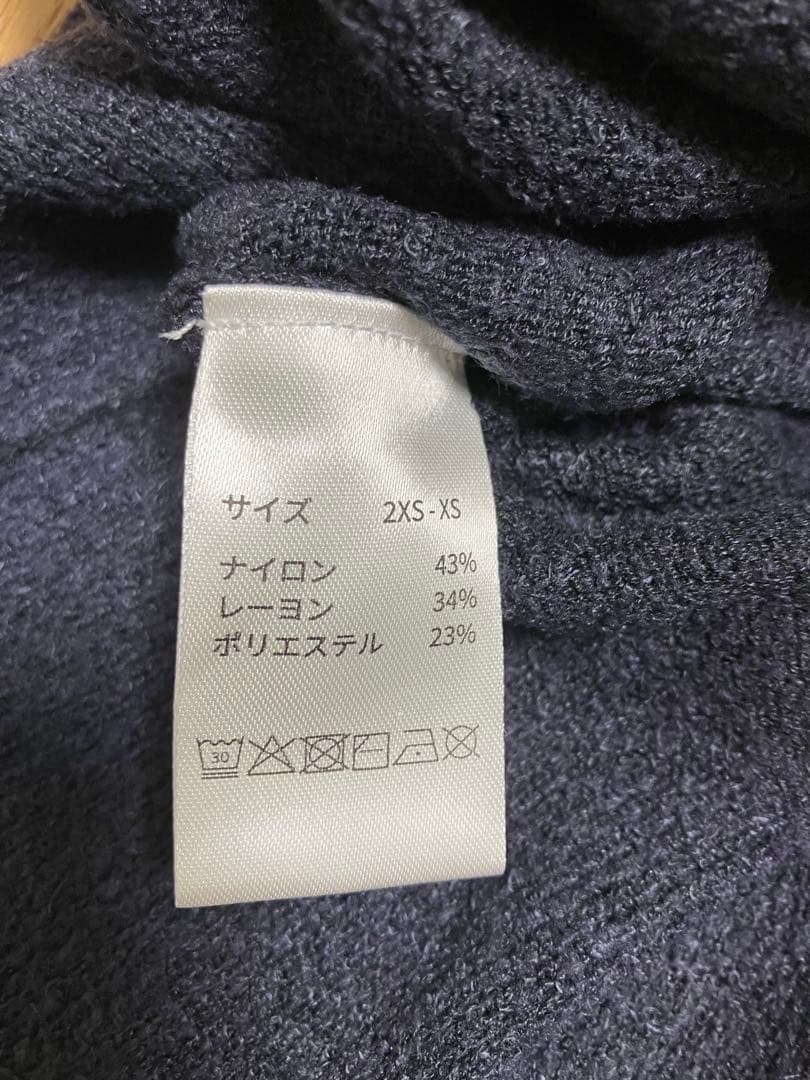 サイズ 2XS - XS
ナイロン 43%
レーヨン 34%
ポリエステル 23%
30